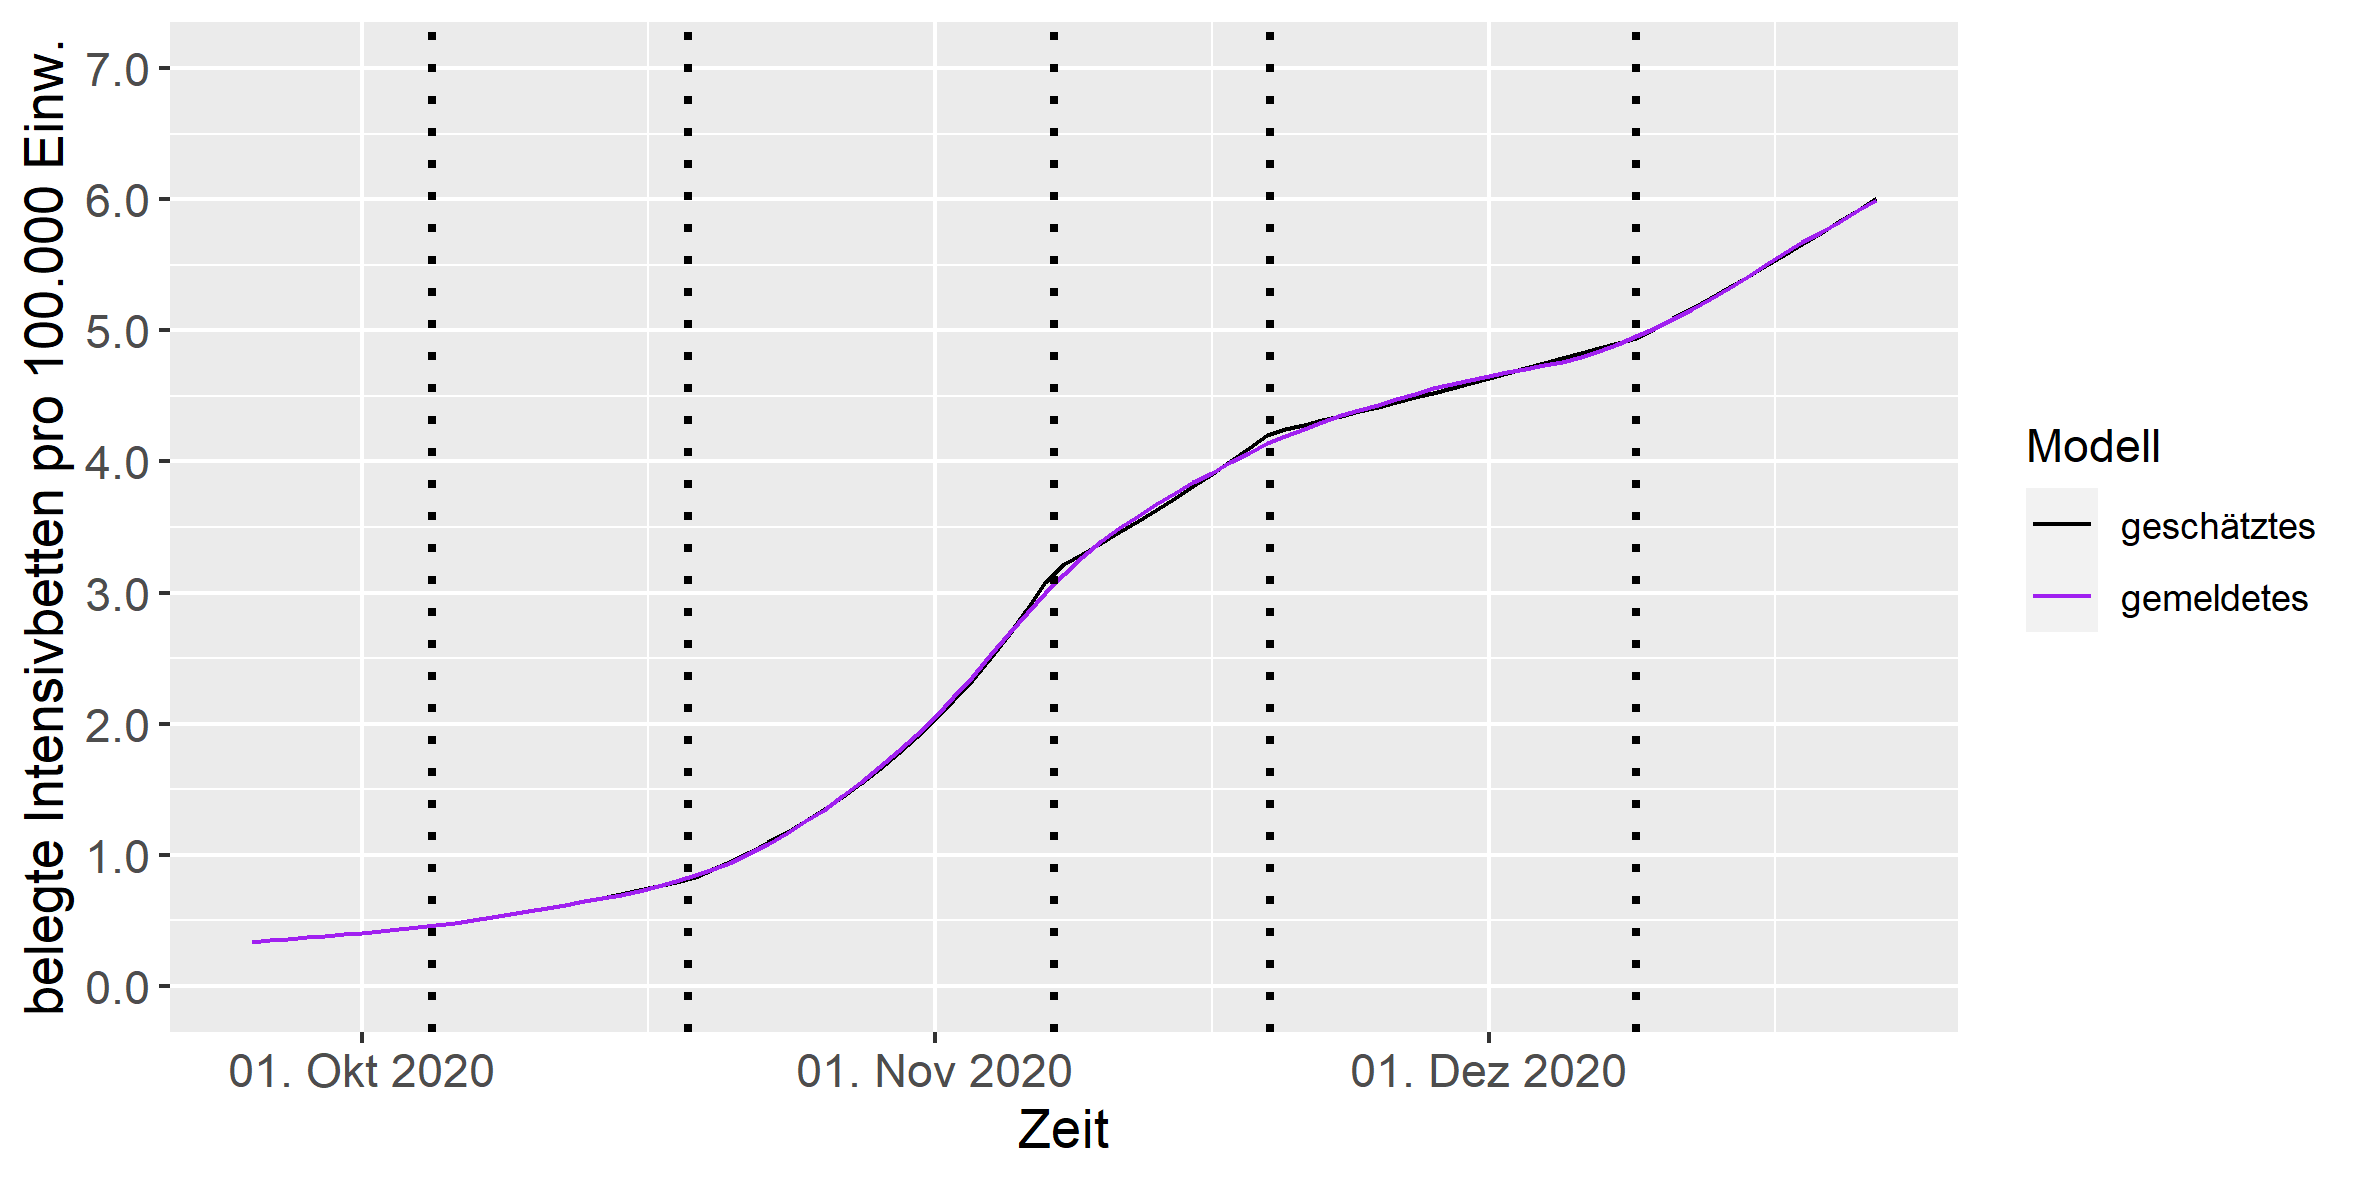 belegte Intensivbetten pro 100.000 Einw.
7.0
6.0
5.0
4.0
3.0
2.0
1.0
0.0
01. Okt 2020
01. Nov 2020
01. Dez 2020
Zeit
Modell
geschätztes
gemeldetes